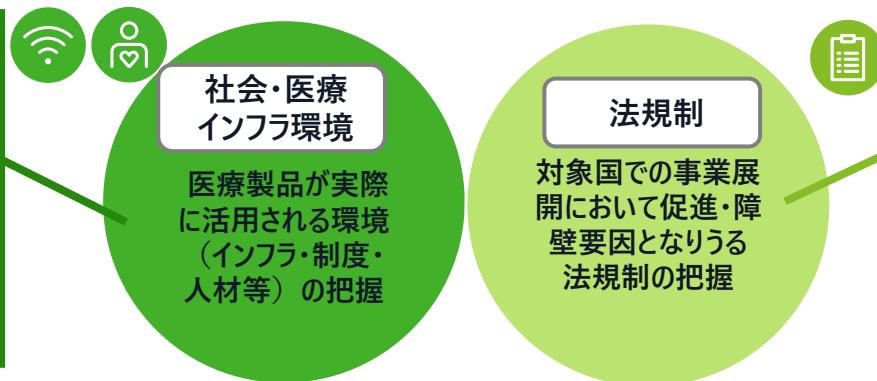 社会・医療
インフラ環境
医療製品が実際
に活用される環境
（インフラ・制度・
人材等）の把握
法規制
対象国での事業展
開において促進・障
壁要因となりうる
法規制の把握